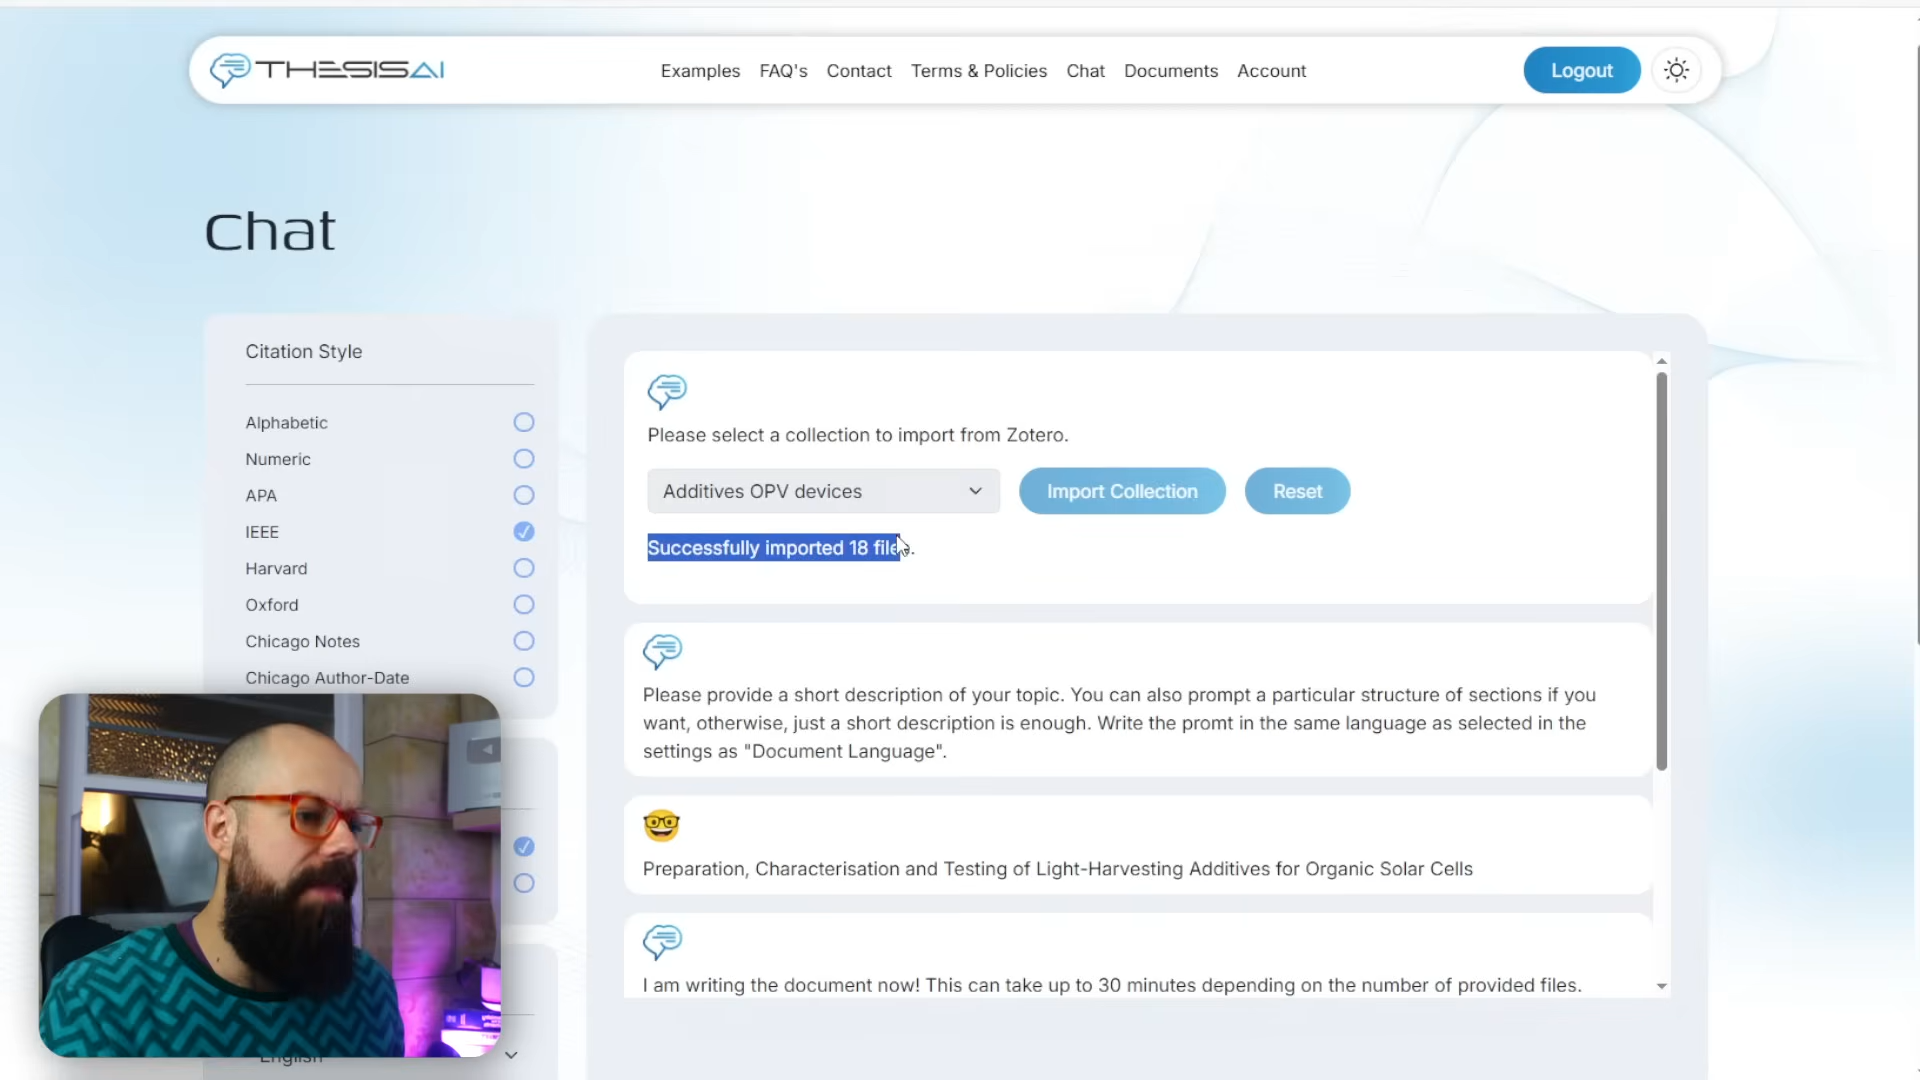 THESISAI
Examples FAQ's Contact Terms & Policies Chat Documents Account
Logout
Chat
Citation Style
Alphabetic
Numeric
APA
IEEE
Harvard
Oxford
Chicago Notes
Chicago Author-Date
English
Please select a collection to import from Zotero.
Additives OPV devices
Import Collection
Reset
Successfully imported 18 file.
Please provide a short description of your topic. You can also prompt a particular structure of sections if you
want, otherwise, just a short description is enough. Write the promt in the same language as selected in the
settings as "Document Language".
Preparation, Characterisation and Testing of Light-Harvesting Additives for Organic Solar Cells
I am writing the document now! This can take up to 30 minutes depending on the number of provided files.